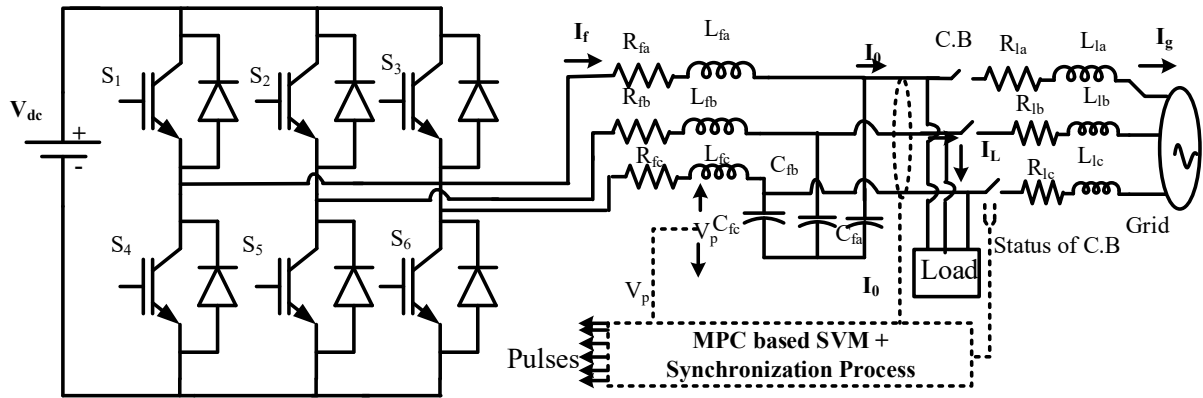 I_f
R_fa
L_fa
I_0
C.B
R_la
L_la
I_g
S_1
S_2
S_3
V_dc
+
-
R_fb
L_fb
R_lb
L_lb
R_fc
L_fc
C_fb
I_L
R_lc
L_lc
Grid
S_4
S_5
S_6
V_p
C_fc
C_fa
Status of C.B
Load
V_p
I_0
Pulses
MPC based SVM +
Synchronization Process